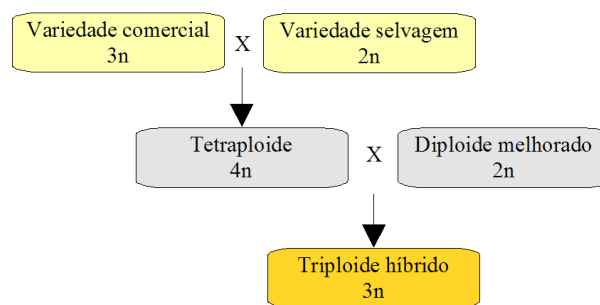 Variedade comercial
3n
X
Variedade selvagem
2n
Tetraploide
4n
X
Diploide melhorado
2n
Triploide híbrido
3n